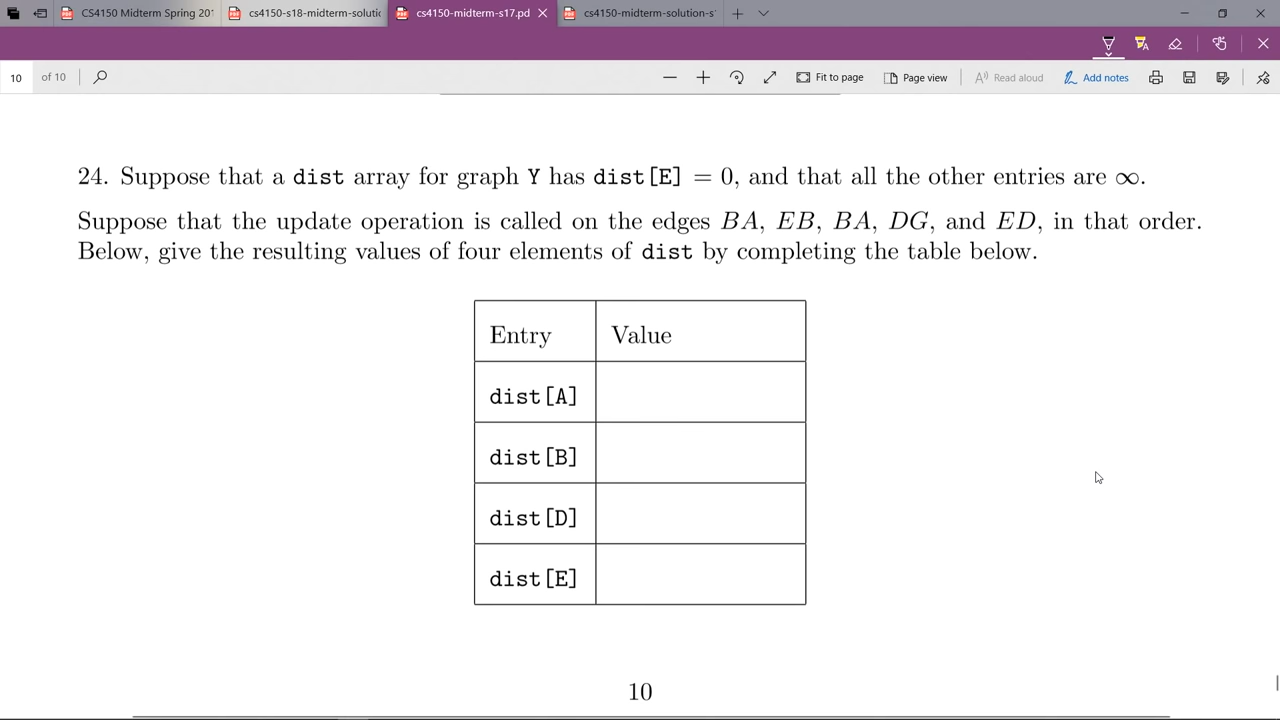 CS4150 Midterm Spring 201
cs4150-s18-midterm-solutio
cs4150-midterm-s17.pd
cs4150-midterm-solution-s1
10 of 10
Fit to page
Page view
Read aloud
Add notes
24. Suppose that a dist array for graph Y has dist[E] = 0, and that all the other entries are ∞.
Suppose that the update operation is called on the edges BA, EB, BA, DG, and ED, in that order.
Below, give the resulting values of four elements of dist by completing the table below.
Entry Value
dist[A]
dist[B]
dist[D]
dist[E]
10